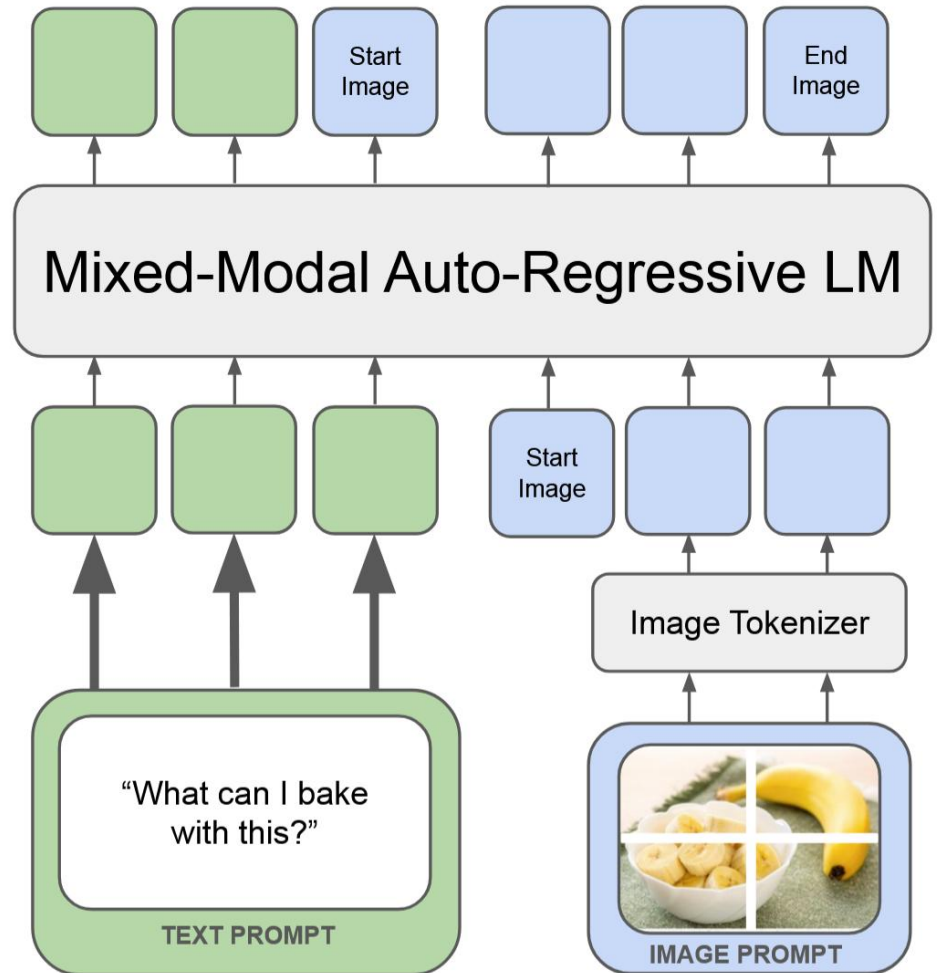 Start
Image
End
Image
Mixed-Modal Auto-Regressive LM
Start
Image
Image Tokenizer
“What can I bake
with this?”
TEXT PROMPT
IMAGE PROMPT